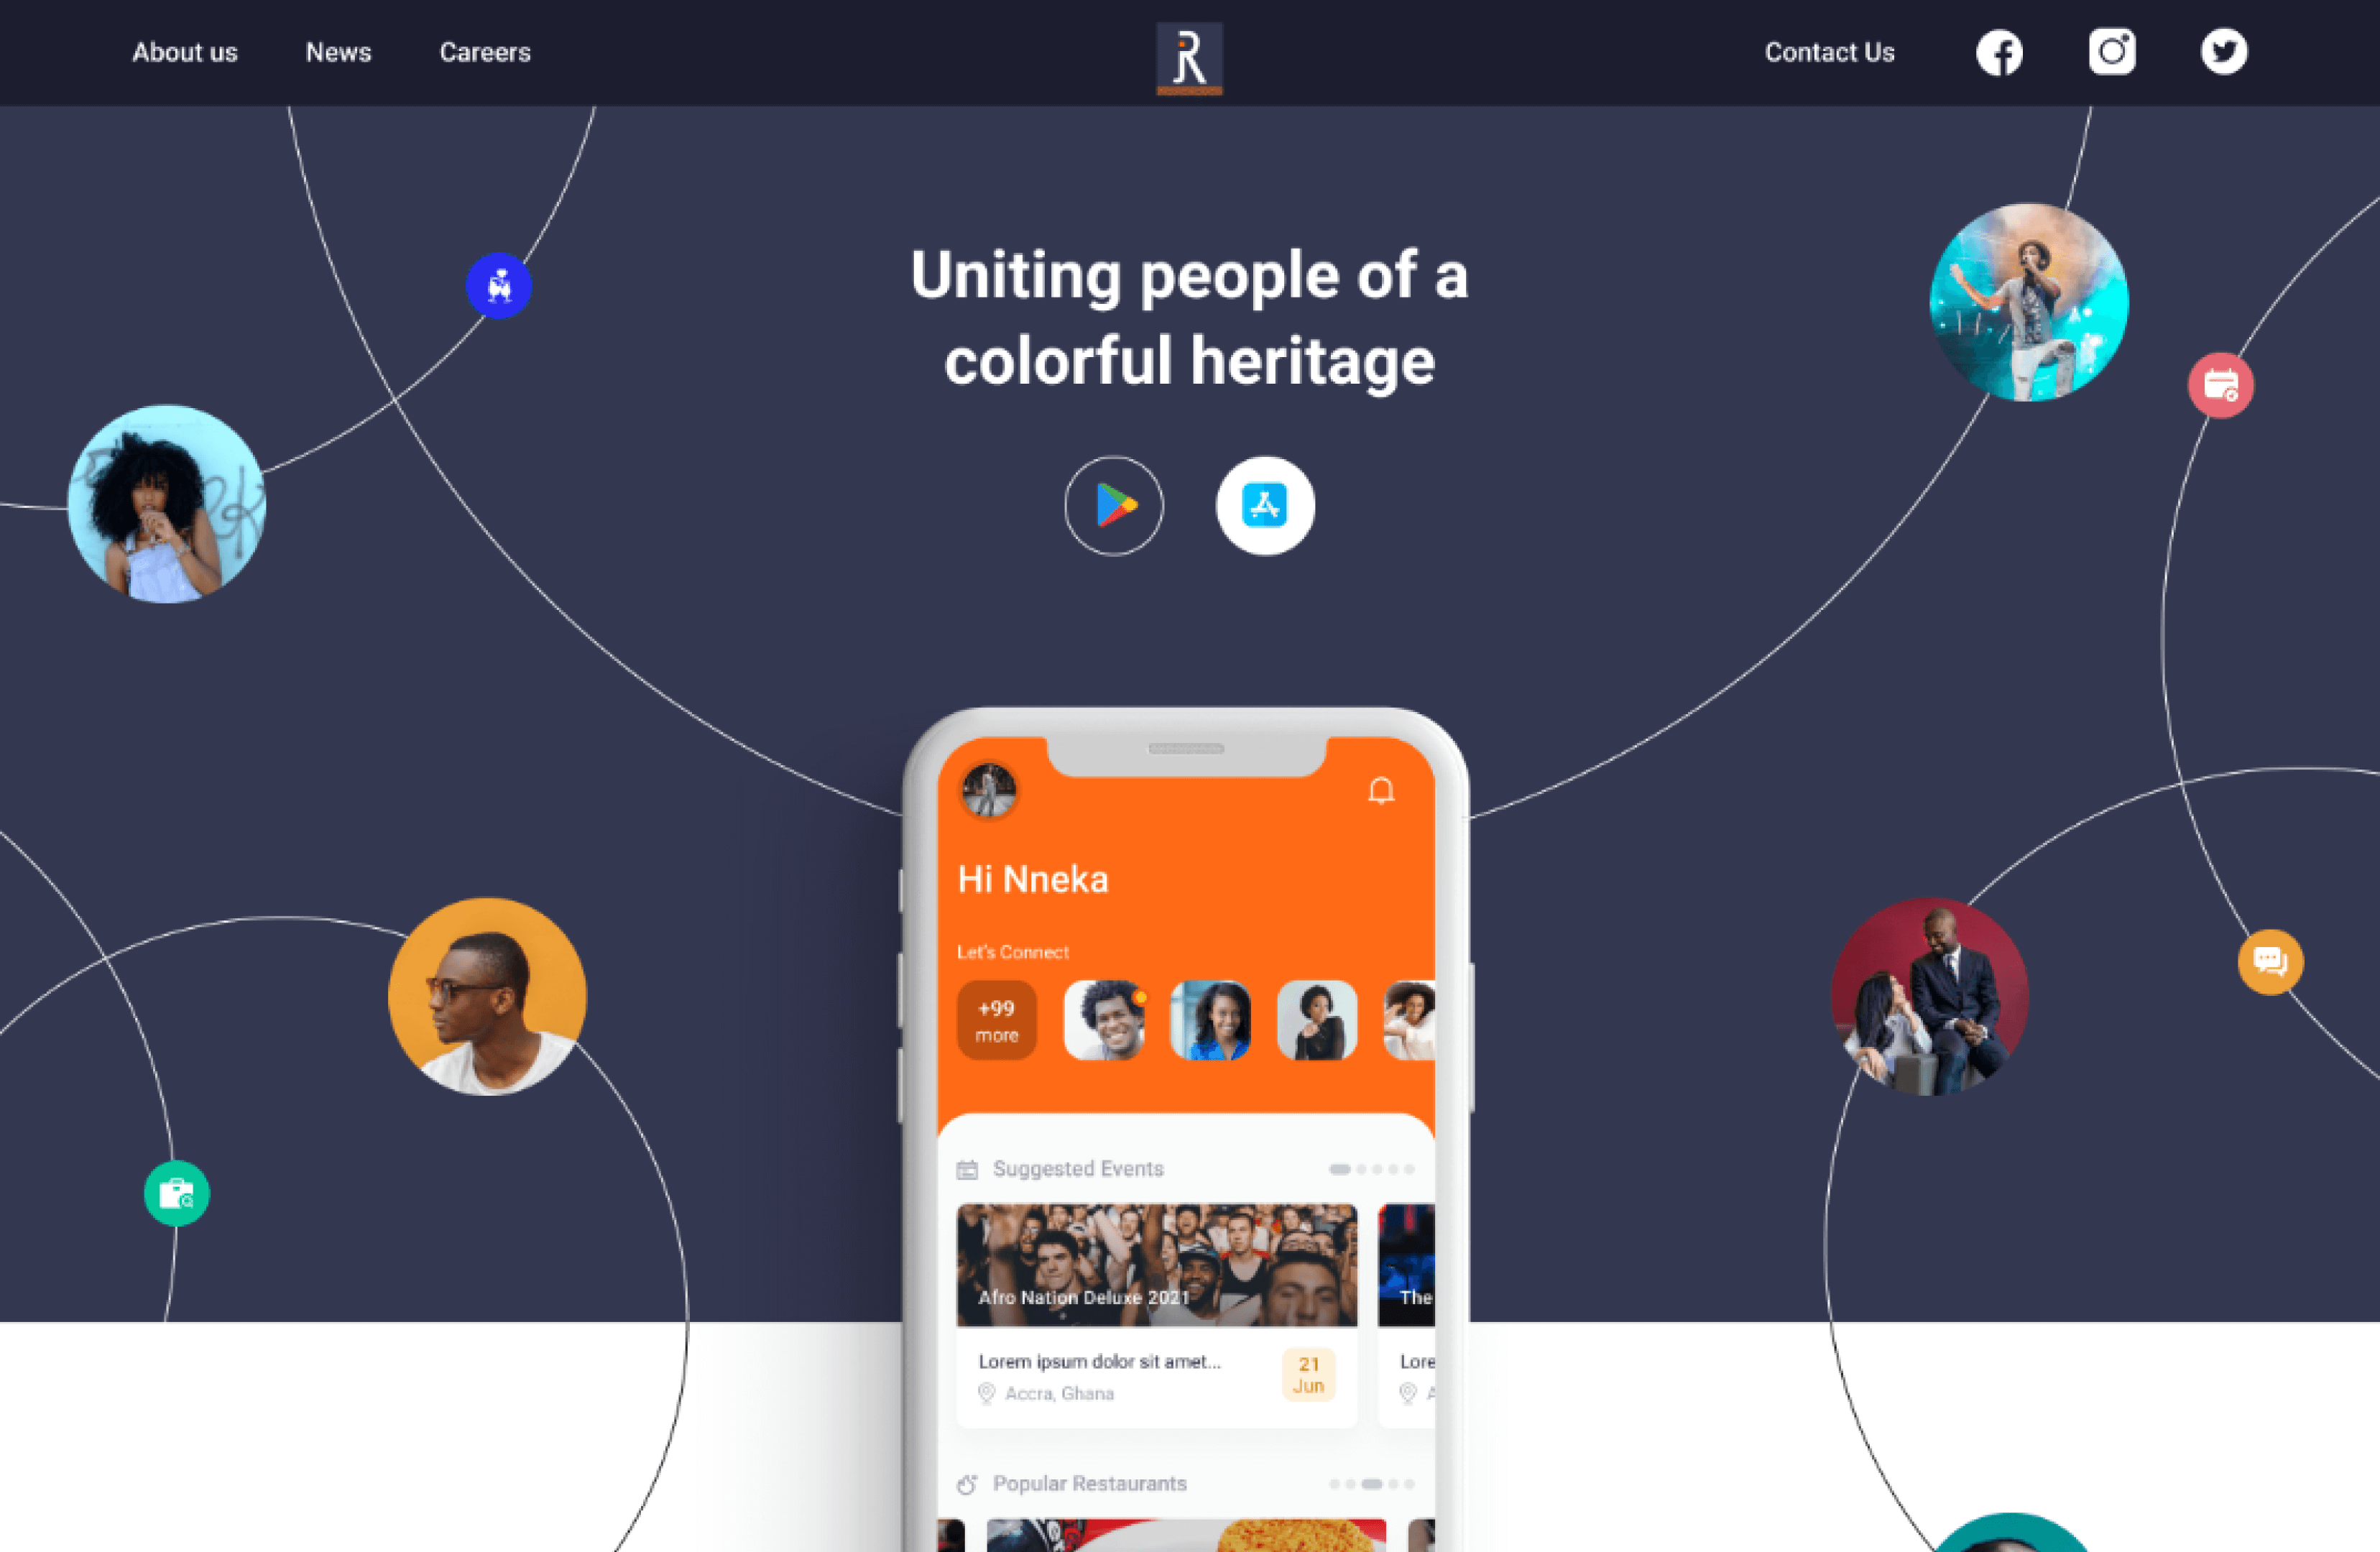 About us News Careers Contact Us
Uniting people of a
colorful heritage
Hi Nneka
Let's Connect
+99
more
Suggested Events
Afro Nation Deluxe 2021
The
Lorem ipsum dolor sit amet...
Accra, Ghana
21
Jun
Lore
A
Popular Restaurants